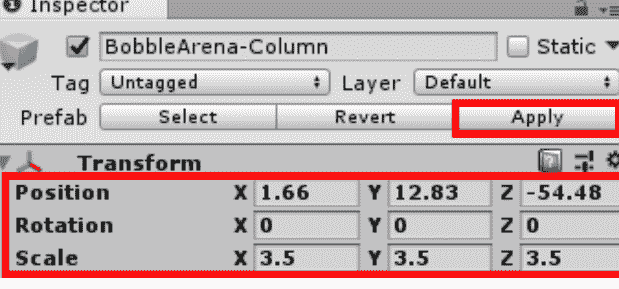 Inspector
BobbleArena-Column Static
Tag Untagged Layer Default
Prefab Select Revert Apply
Transform
Position X 1.66 Y 12.83 Z -54.48
Rotation X 0 Y 0 Z 0
Scale X 3.5 Y 3.5 Z 3.5